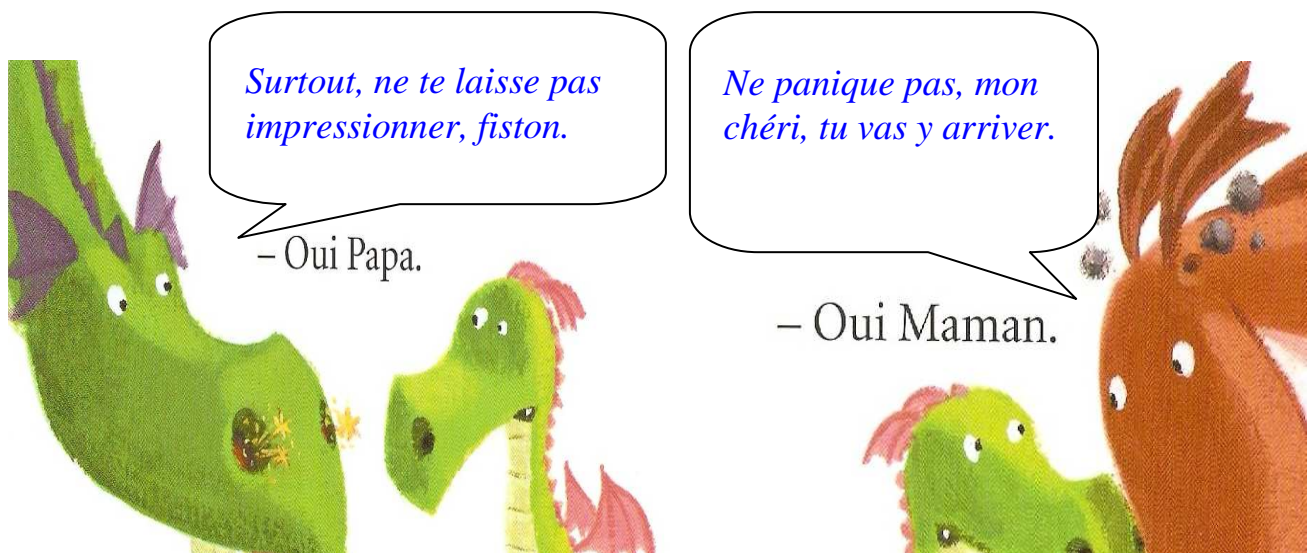 Surtout, ne te laisse pas
impressionner, fiston.
– Oui Papa.
Ne panique pas, mon
chéri, tu vas y arriver.
– Oui Maman.